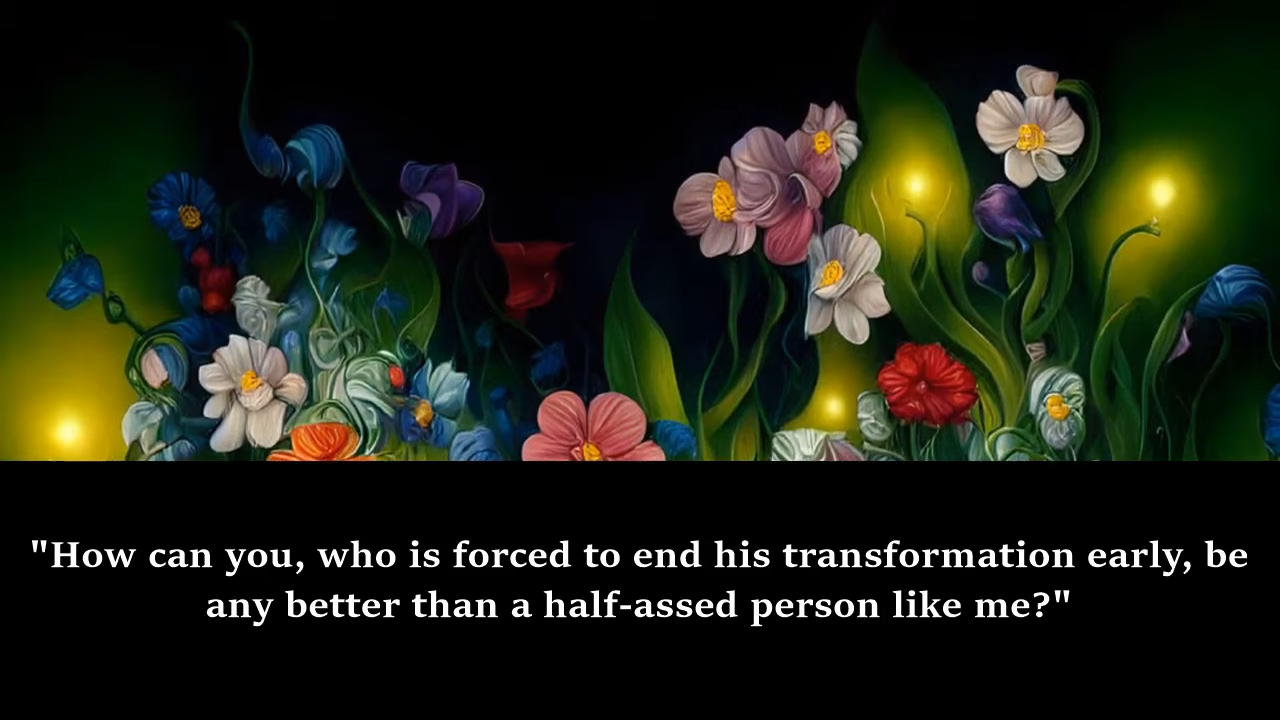 "How can you, who is forced to end his transformation early, be
any better than a half-assed person like me?"